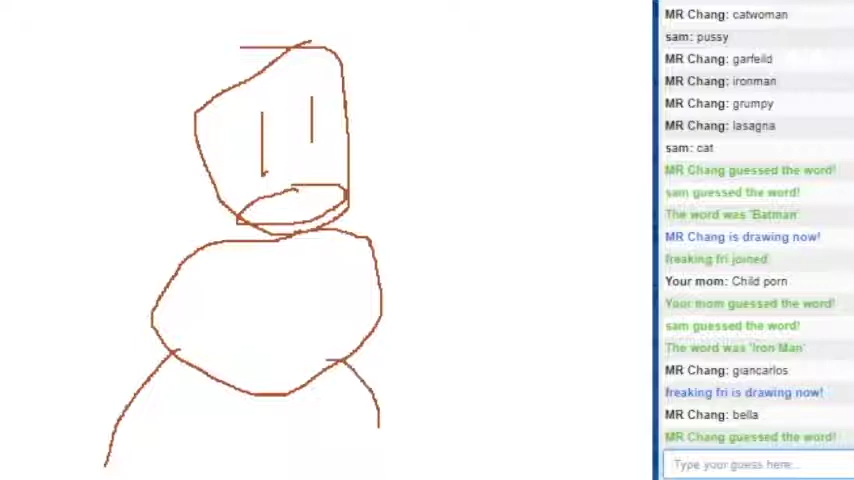 MR Chang: catwoman
sam: pussy
MR Chang: garfeild
MR Chang: ironman
MR Chang: grumpy
MR Chang: lasagna
sam: cat
MR Chang guessed the word!
sam guessed the word!
The word was 'Batman'
MR Chang is drawing now!
freaking fri joined
Your mom: Child porn
Your mom guessed the word!
sam guessed the word!
The word was 'Iron Man'
MR Chang: giancarlos
freaking fri is drawing now!
MR Chang: bella
MR Chang guessed the word!
Type your guess here...